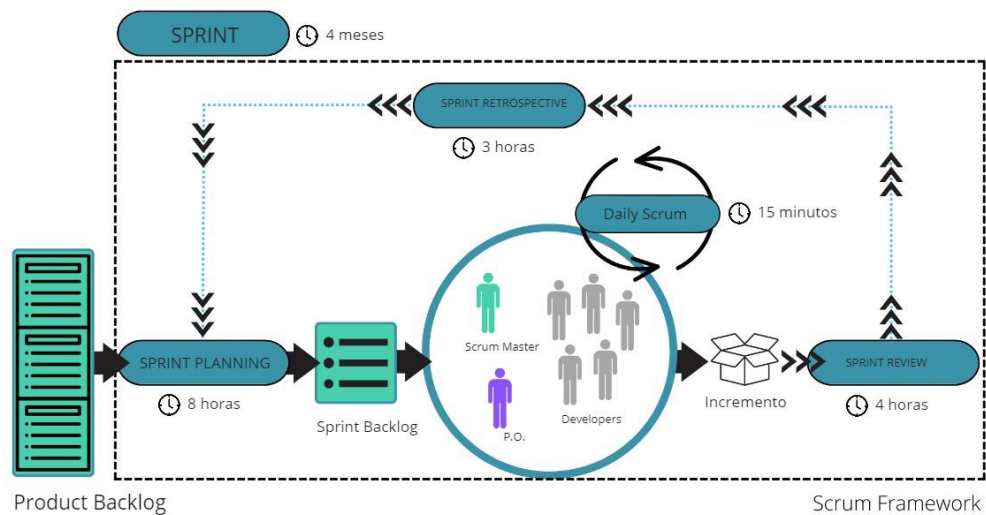 SPRINT
4 meses
SPRINT RETROSPECTIVE
3 horas
Daily Scrum
15 minutos
Scrum Master
SPRINT PLANNING
SPRINT REVIEW
8 horas
Sprint Backlog
P.O.
Developers
Incremento
4 horas
Product Backlog
Scrum Framework